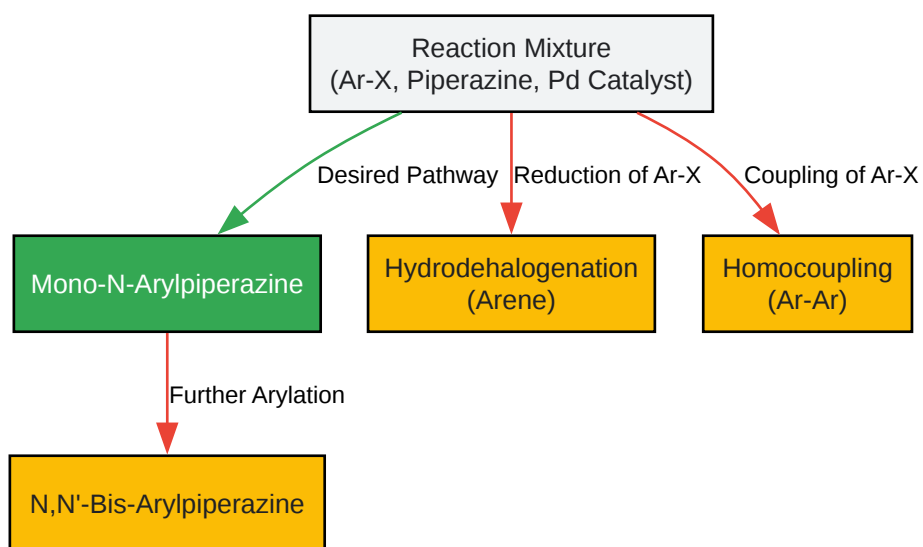 Reaction Mixture
(Ar-X, Piperazine, Pd Catalyst)
Desired Pathway
Reduction of Ar-X
Coupling of Ar-X
Mono-N-Arylpiperazine
Hydrodehalogenation
(Arene)
Homocoupling
(Ar-Ar)
Further Arylation
N,N'-Bis-Arylpiperazine